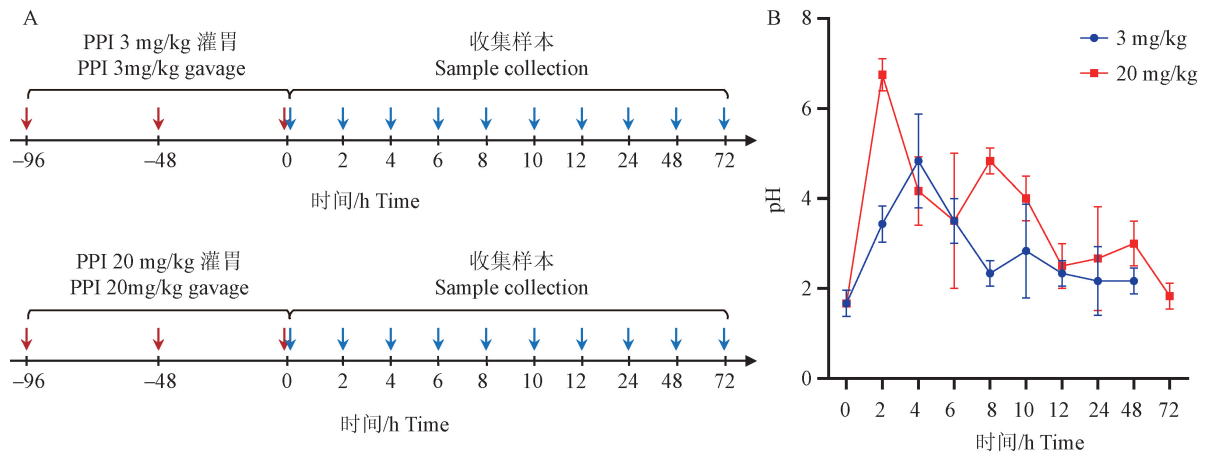 A
PPI 3 mg/kg 灌胃
PPI 3mg/kg gavage
收集样本
Sample collection
–96 –48 0 2 4 6 8 10 12 24 48 72
时间/h Time
PPI 20 mg/kg 灌胃
PPI 20mg/kg gavage
收集样本
Sample collection
–96 –48 0 2 4 6 8 10 12 24 48 72
时间/h Time
B
3 mg/kg
20 mg/kg
pH
8
6
4
2
0
0 2 4 6 8 10 12 24 48 72
时间/h Time